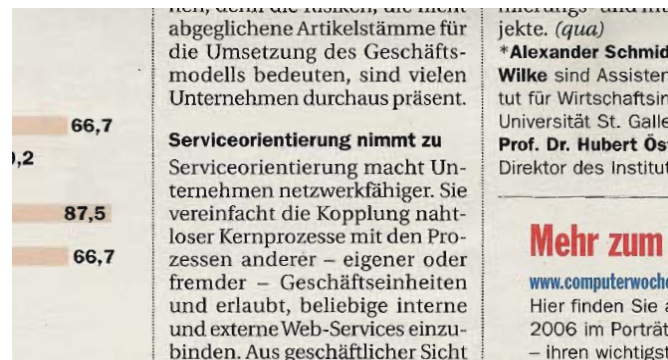 66,7
,2
87,5
66,7
abgeglichene Artikelstämme für
die Umsetzung des Geschäfts-
modells bedeuten, sind vielen
Unternehmen durchaus präsent.
Serviceorientierung nimmt zu
Serviceorientierung macht Un-
ternehmen netzwerkfähiger. Sie
vereinfacht die Kopplung naht-
loser Kernprozesse mit den Pro-
zessen anderer – eigener oder
fremder – Geschäftseinheiten
und erlaubt, beliebige interne
und externe Web-Services einzu-
binden. Aus geschäftlicher Sicht
jekte. (qua)
*Alexander Schmid
Wilke sind Assisten
tut für Wirtschaftsin
Universität St. Galle
Prof. Dr. Hubert Öst
Direktor des Institut
Mehr zum
www.computerwoche
Hier finden Sie a
2006 im Porträt
– ihren wichtigst